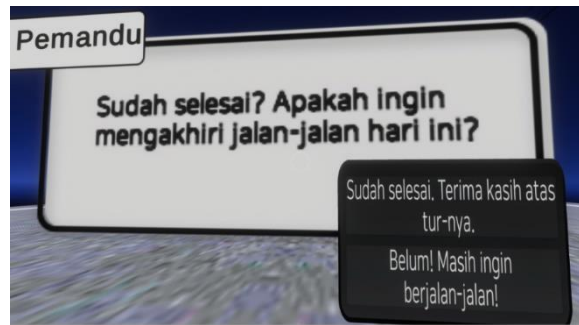 Pemandu
Sudah selesai? Apakah ingin
mengakhiri jalan-jalan hari ini?
Sudah selesai. Terima kasih atas
tur-nya.
Belum! Masih ingin
berjalan-jalan!